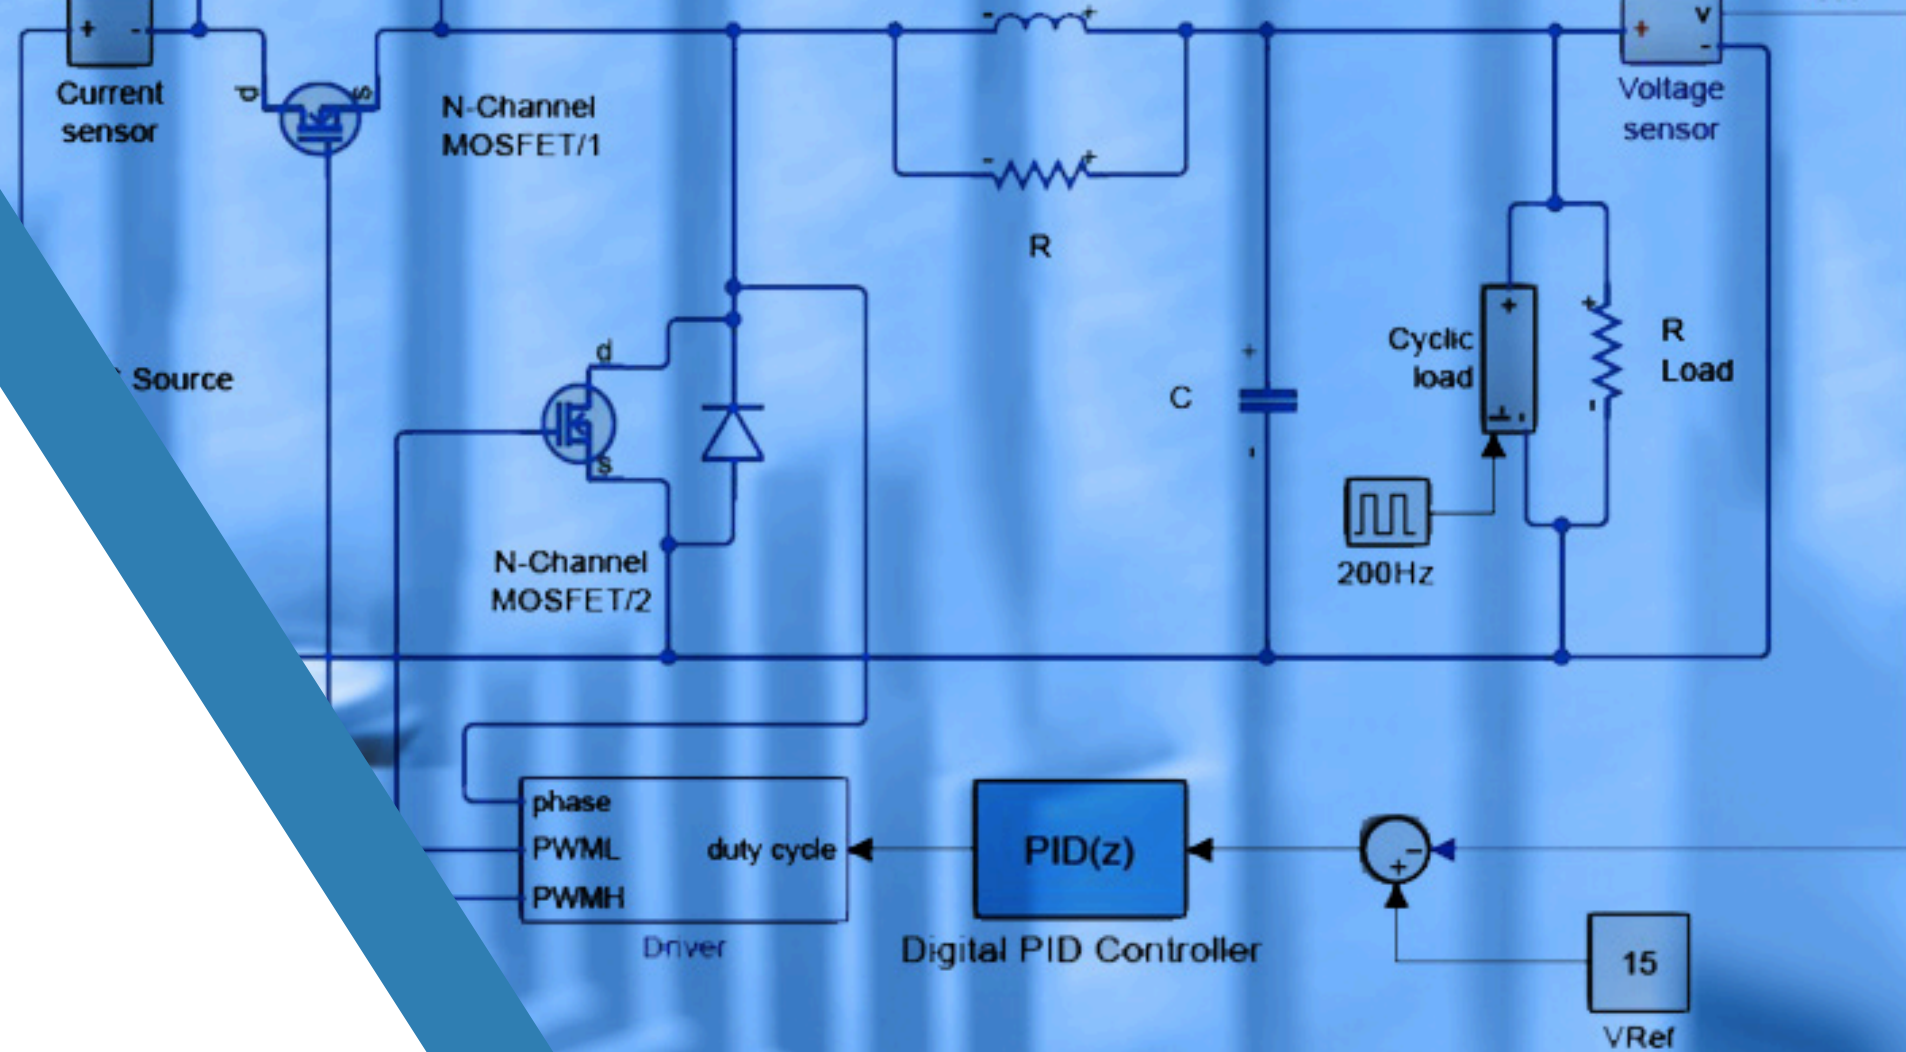 + -
Current
sensor
d
s
N-Channel
MOSFET/1
- +
- +
R
v
+
-
Voltage
sensor
Source
d
s
N-Channel
MOSFET/2
+
C
-
Cyclic
load
+
-
+
-
R
Load
200Hz
phase
PWML
PWMH
duty cycle
Driver
PID(z)
Digital PID Controller
-
+
15
VRef